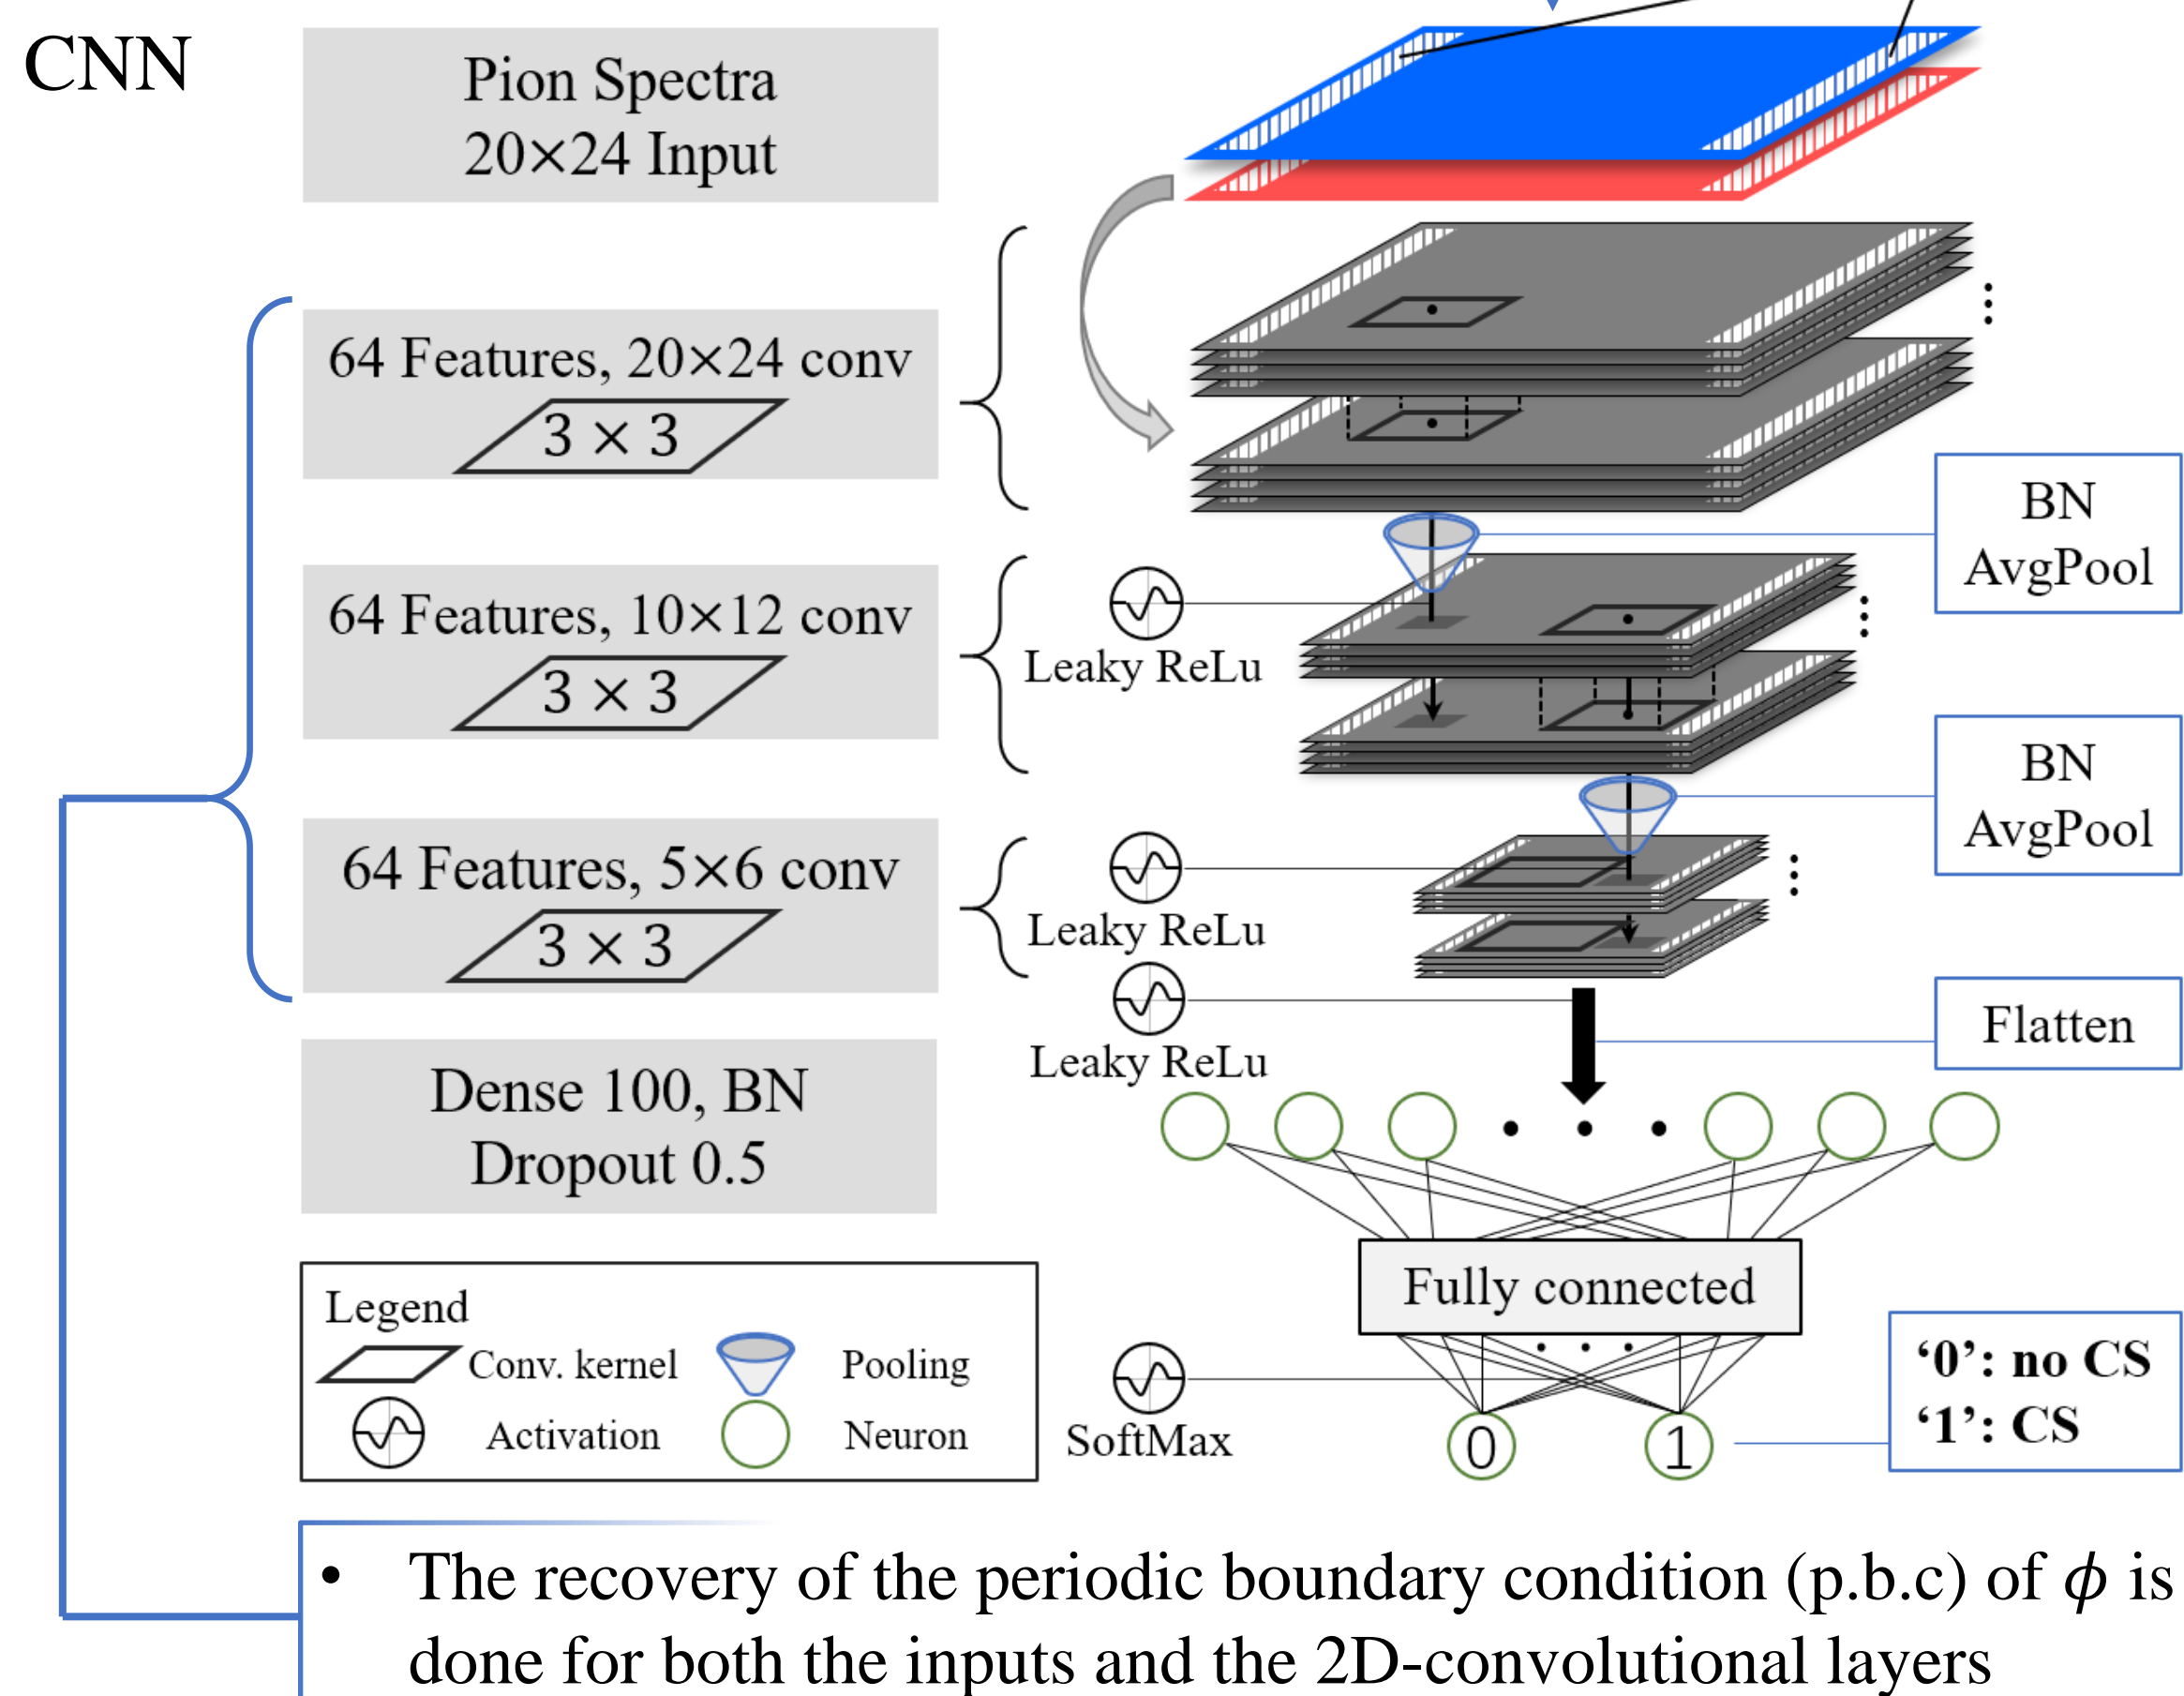 CNN
Pion Spectra
20×24 Input
64 Features, 20×24 conv
3 × 3
BN
AvgPool
64 Features, 10×12 conv
3 × 3
Leaky ReLu
BN
AvgPool
64 Features, 5×6 conv
3 × 3
Leaky ReLu
Leaky ReLu
Flatten
Dense 100, BN
Dropout 0.5
Fully connected
Legend
Conv. kernel
Pooling
Activation
Neuron
SoftMax
0
1
‘0’: no CS
‘1’: CS
• The recovery of the periodic boundary condition (p.b.c) of ϕ is
done for both the inputs and the 2D-convolutional layers